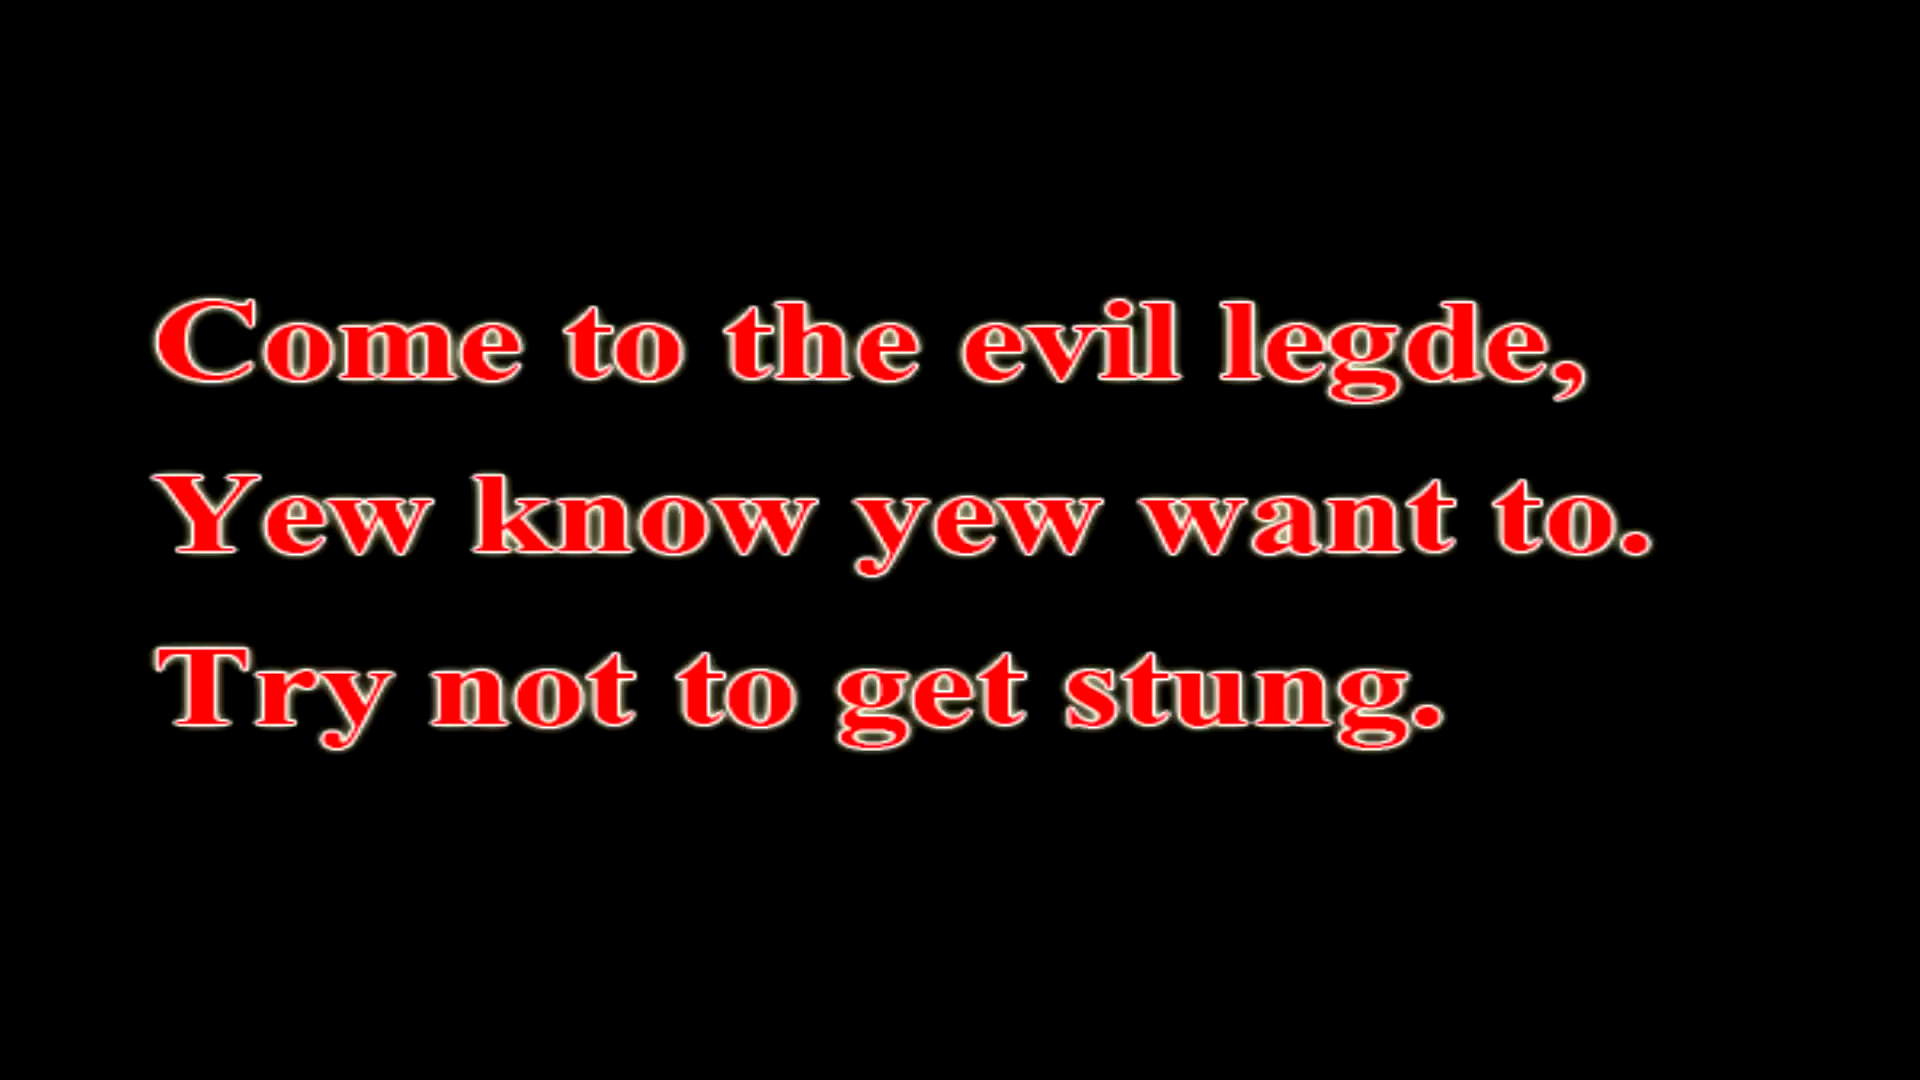 Come to the evil legde,
Yew know yew want to.
Try not to get stung.